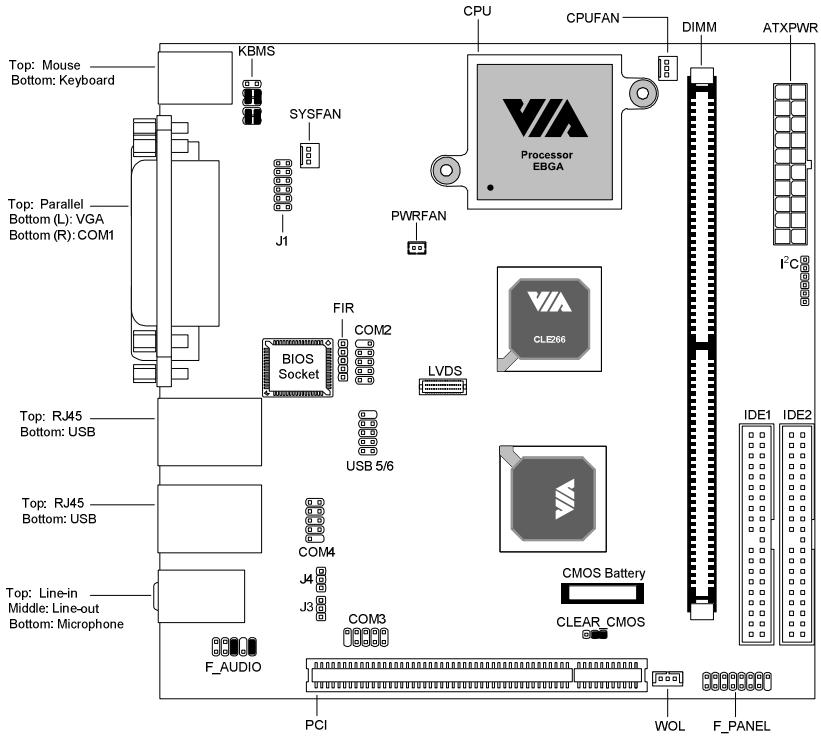 CPU
CPUFAN
DIMM
ATXPWR
KBMS
Top: Mouse
Bottom: Keyboard
SYSFAN
VIA
Processor
EBGA
Top: Parallel
Bottom (L): VGA
Bottom (R): COM1
J1
PWRFAN
I²C
FIR
COM2
VIA
CLE266
BIOS
Socket
LVDS
Top: RJ45
Bottom: USB
IDE1
IDE2
USB 5/6
VIA
Top: RJ45
Bottom: USB
COM4
J4
J3
CMOS Battery
Top: Line-in
Middle: Line-out
Bottom: Microphone
COM3
CLEAR_CMOS
F_AUDIO
PCI
WOL
F_PANEL